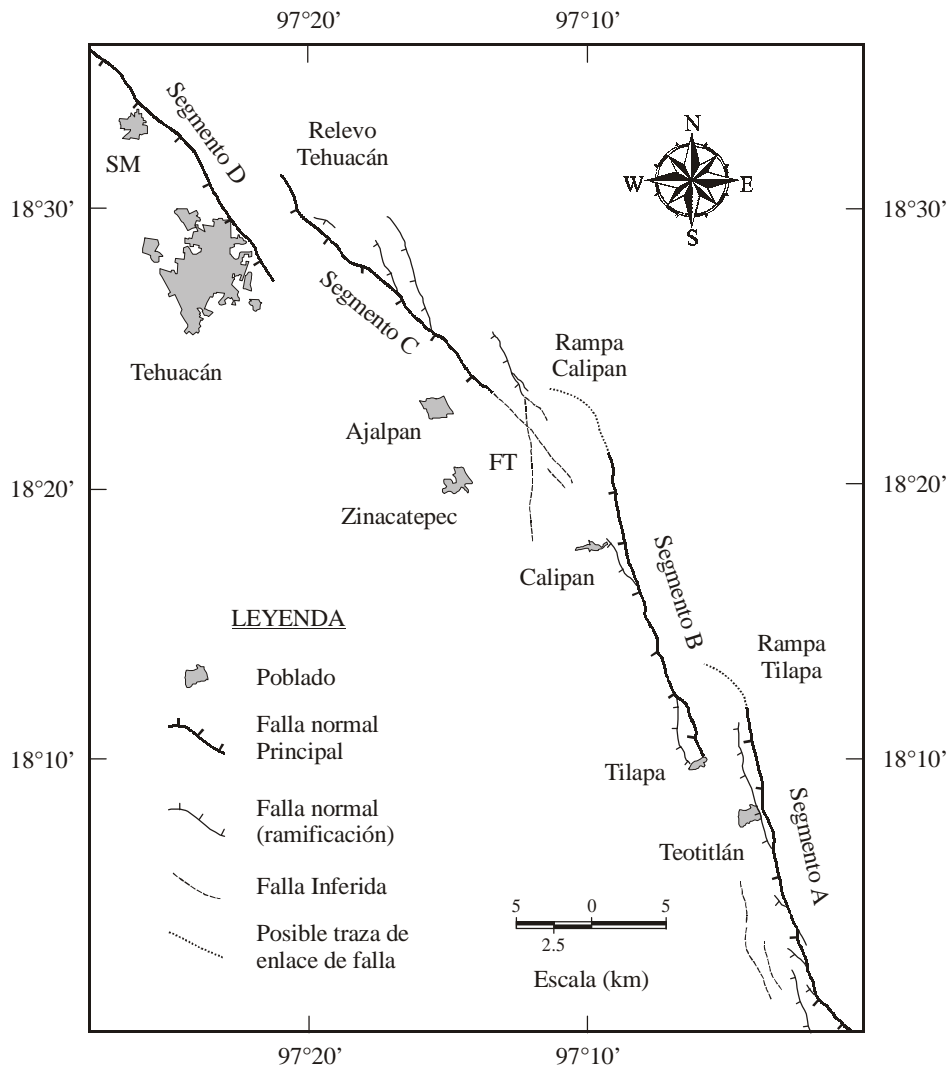 97°20’
97°10’
Segmento D
Relevo
Tehuacán
N
W
E
S
SM
18°30’
18°30’
Segmento C
Rampa
Calipan
Tehuacán
Ajalpan
FT
18°20’
18°20’
Zinacatepec
Calipan
Segmento B
LEYENDA
Rampa
Tilapa
Poblado
Falla normal
Principal
18°10’
18°10’
Tilapa
Segmento A
Falla normal
(ramificación)
Teotitlán
Falla Inferida
5
0
5
2.5
Posible traza de
enlace de falla
Escala (km)
97°20’
97°10’